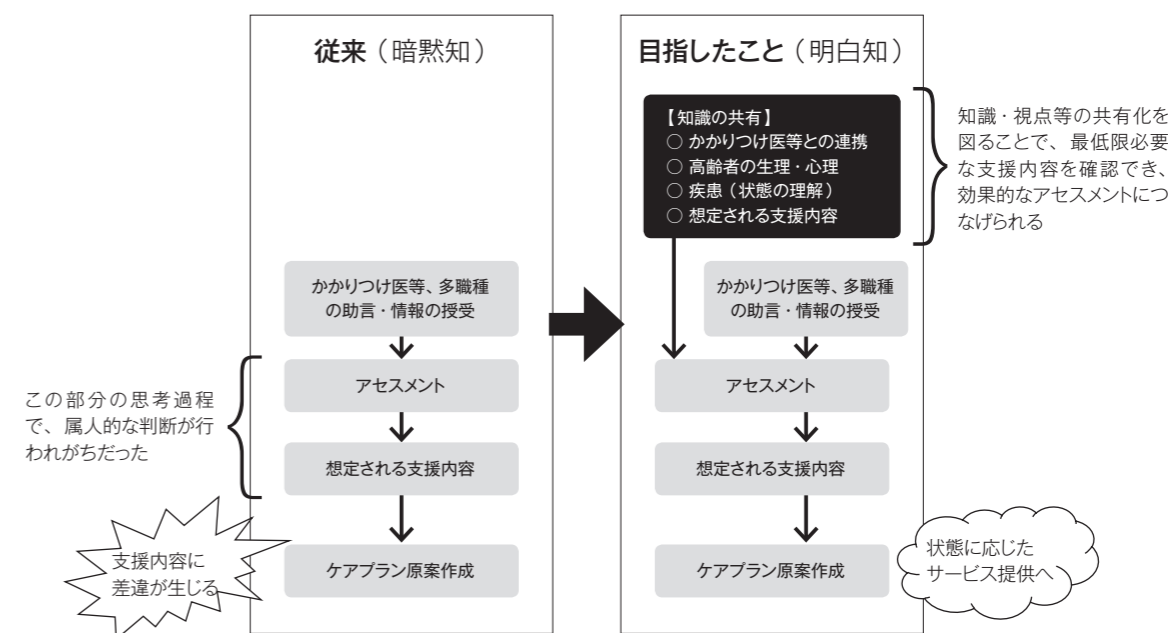 従来（暗黙知）
かかりつけ医等、多職種
の助言・情報の授受
アセスメント
想定される支援内容
ケアプラン原案作成
この部分の思考過程
で、属人的な判断が行
われがちだった
支援内容に
差違が生じる
目指したこと（明白知）
【知識の共有】
○ かかりつけ医等との連携
○ 高齢者の生理・心理
○ 疾患（状態の理解）
○ 想定される支援内容
知識・視点等の共有化を
図ることで、最低限必要
な支援内容を確認でき、
効果的なアセスメントにつ
なげられる
かかりつけ医等、多職種
の助言・情報の授受
アセスメント
想定される支援内容
ケアプラン原案作成
状態に応じた
サービス提供へ